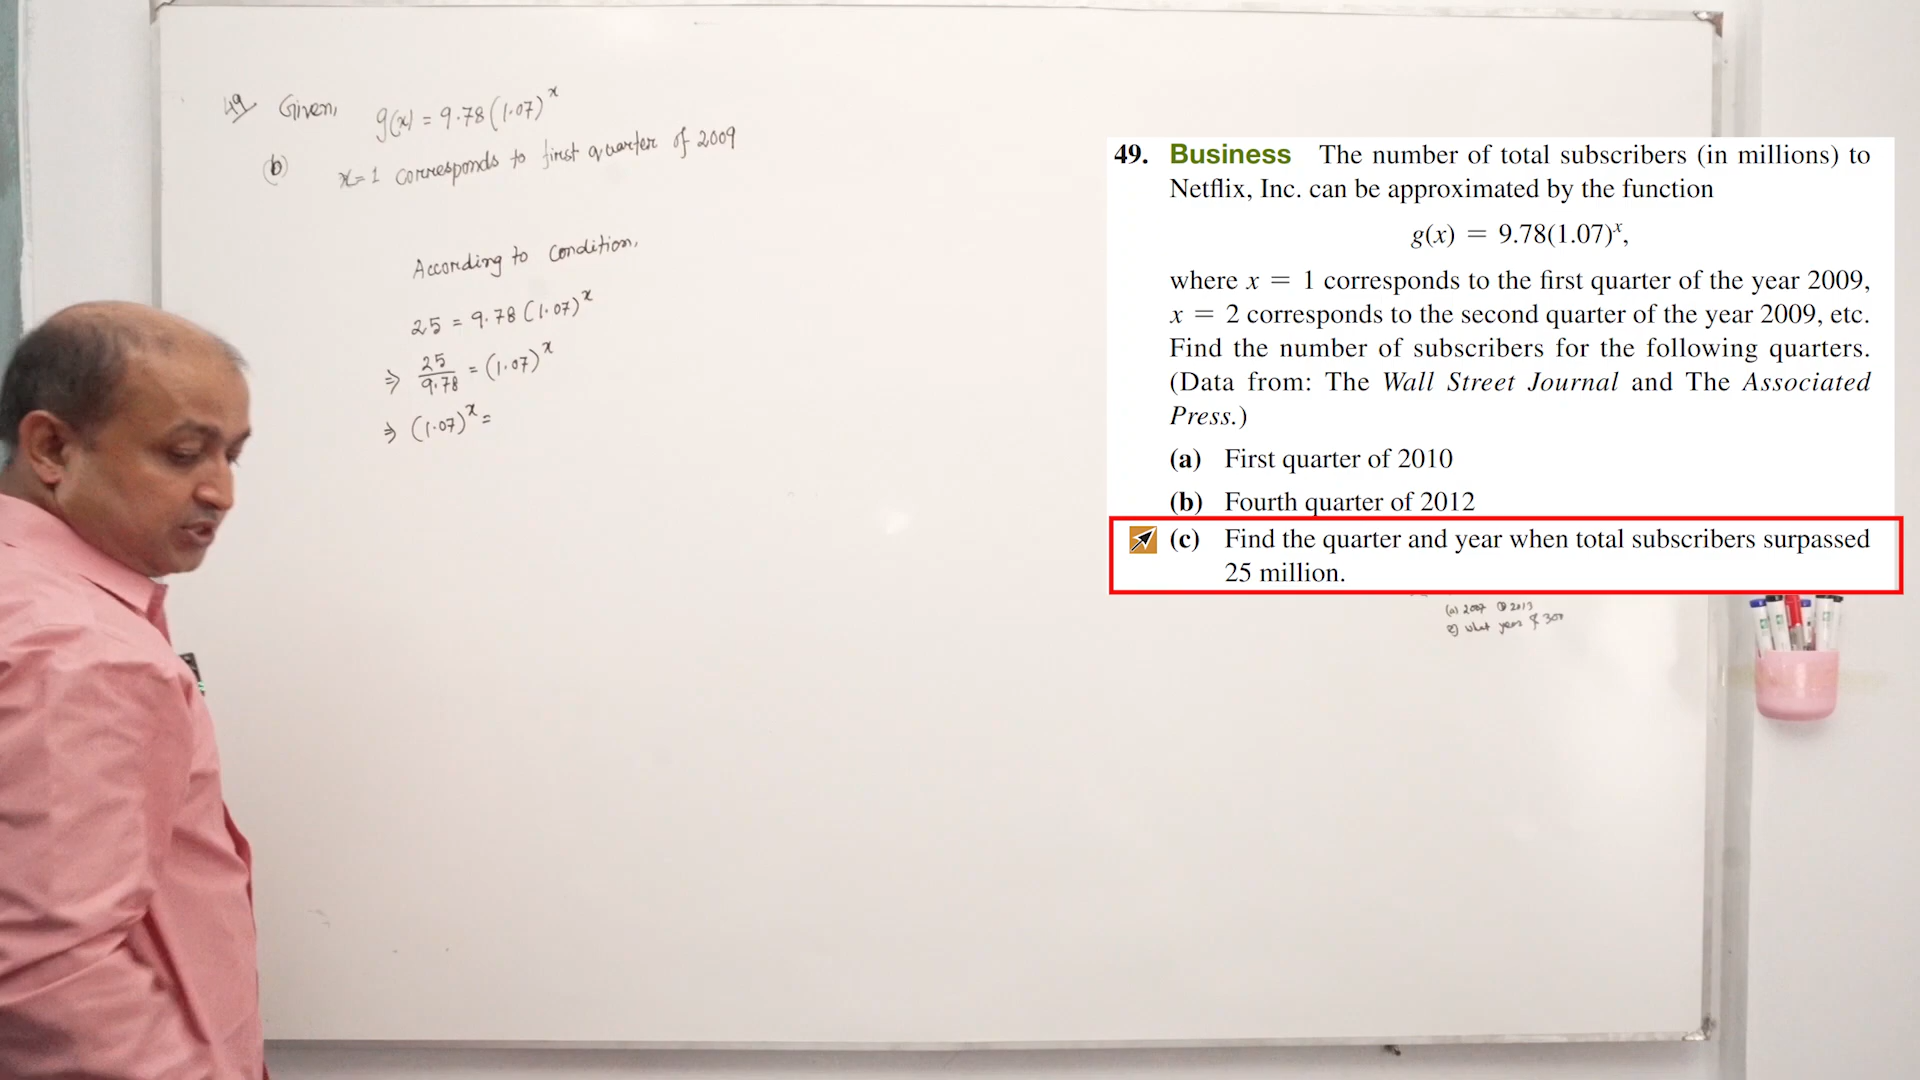 49 Given, g(x) = 9.78(1.07)^x
(b) x=1 corresponds to first quarter of 2009
According to condition,
25 = 9.78(1.07)^x
⇒ 25/9.78 = (1.07)^x
⇒ (1.07)^x =
49. Business The number of total subscribers (in millions) to
Netflix, Inc. can be approximated by the function
g(x) = 9.78(1.07)^x,
where x = 1 corresponds to the first quarter of the year 2009,
x = 2 corresponds to the second quarter of the year 2009, etc.
Find the number of subscribers for the following quarters.
(Data from: The Wall Street Journal and The Associated
Press.)
(a) First quarter of 2010
(b) Fourth quarter of 2012
(c) Find the quarter and year when total subscribers surpassed
25 million.
(a) 2007 2013
what year